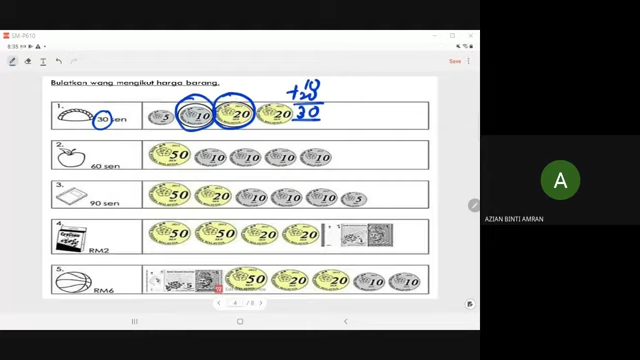 SM-P610
8:35
Save
Bulatkan wang mengikut harga barang.
10
+20
30
1.
30 sen
5 10 20 20
2.
60 sen
50 10 10 10 10
3.
90 sen
50 20 10 10 10 5
4.
RM2
50 50 20 20
5.
RM6
5 50 20 20 10 10
4 / 8
A
AZIAN BINTI AMRAN